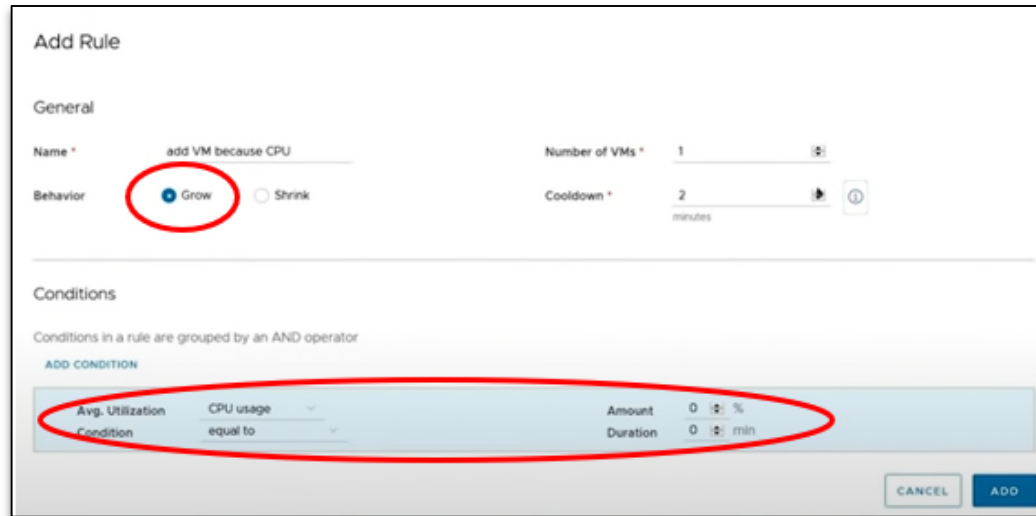 Add Rule
General
Name * add VM because CPU Number of VMs * 1
Behavior Grow Shrink Cooldown * 2
minutes
Conditions
Conditions in a rule are grouped by an AND operator
ADD CONDITION
Avg. Utilization CPU usage Amount 0 %
Condition equal to Duration 0 min
CANCEL ADD